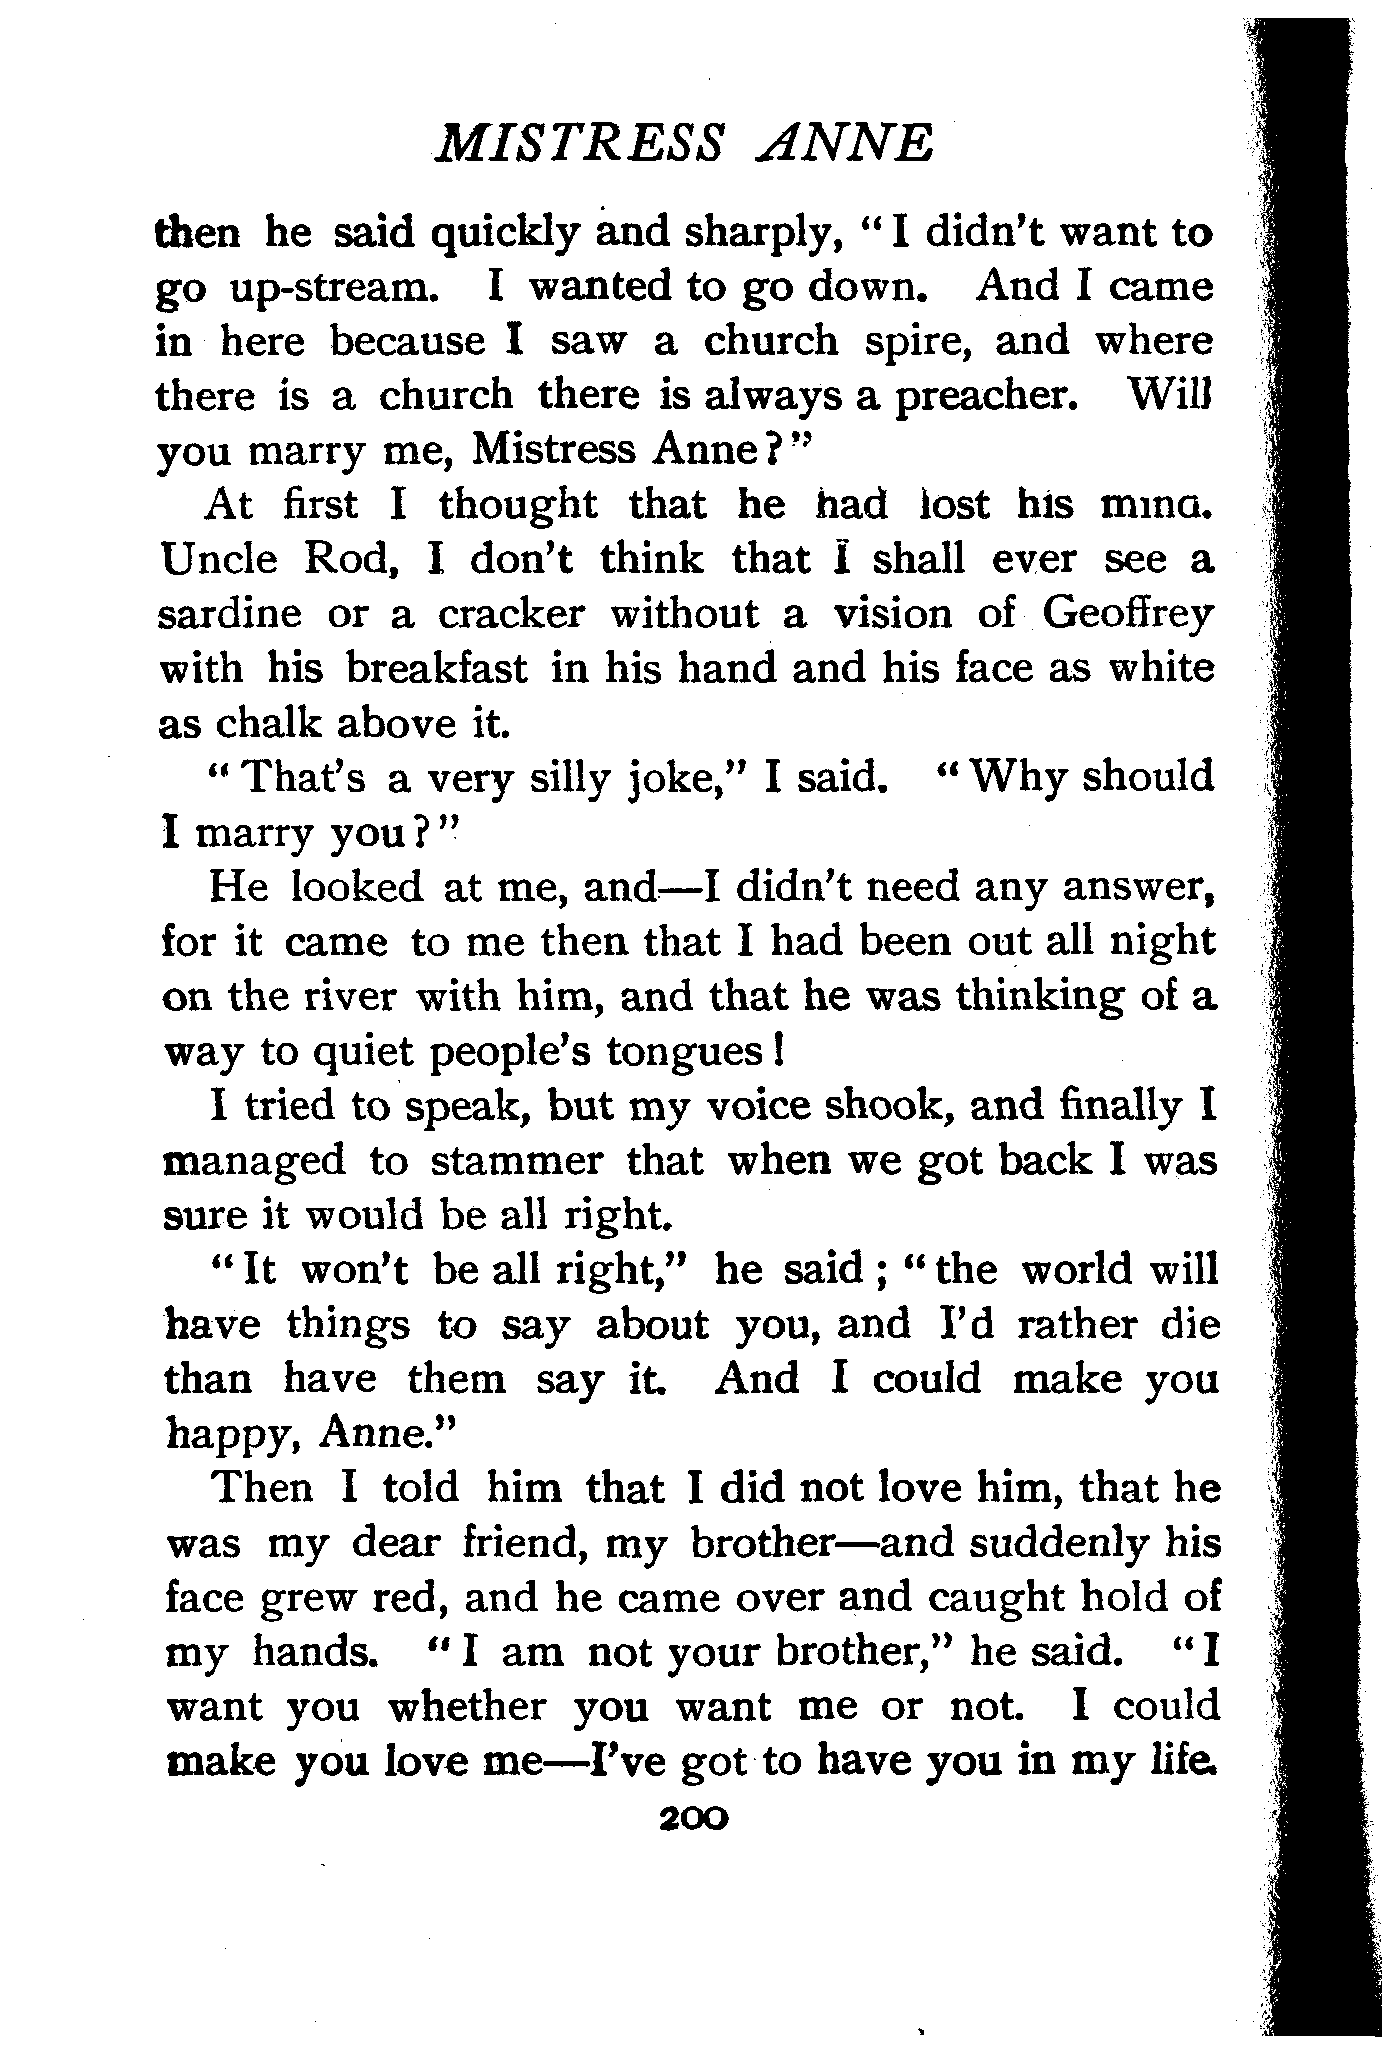 MISTRESS ANNE
then he said quickly and sharply, “ I didn't want to
go up-stream. I wanted to go down. And I came
in here because I saw a church spire, and where
there is a church there is always a preacher. Will
you marry me, Mistress Anne ? ”
At first I thought that he had lost his mind.
Uncle Rod, I don't think that I shall ever see a
sardine or a cracker without a vision of Geoffrey
with his breakfast in his hand and his face as white
as chalk above it.
“ That's a very silly joke,” I said. “ Why should
I marry you ? ”
He looked at me, and—I didn't need any answer,
for it came to me then that I had been out all night
on the river with him, and that he was thinking of a
way to quiet people's tongues !
I tried to speak, but my voice shook, and finally I
managed to stammer that when we got back I was
sure it would be all right.
“ It won't be all right,” he said ; “ the world will
have things to say about you, and I'd rather die
than have them say it. And I could make you
happy, Anne.”
Then I told him that I did not love him, that he
was my dear friend, my brother—and suddenly his
face grew red, and he came over and caught hold of
my hands. “ I am not your brother,” he said. “ I
want you whether you want me or not. I could
make you love me—I've got to have you in my life.
200